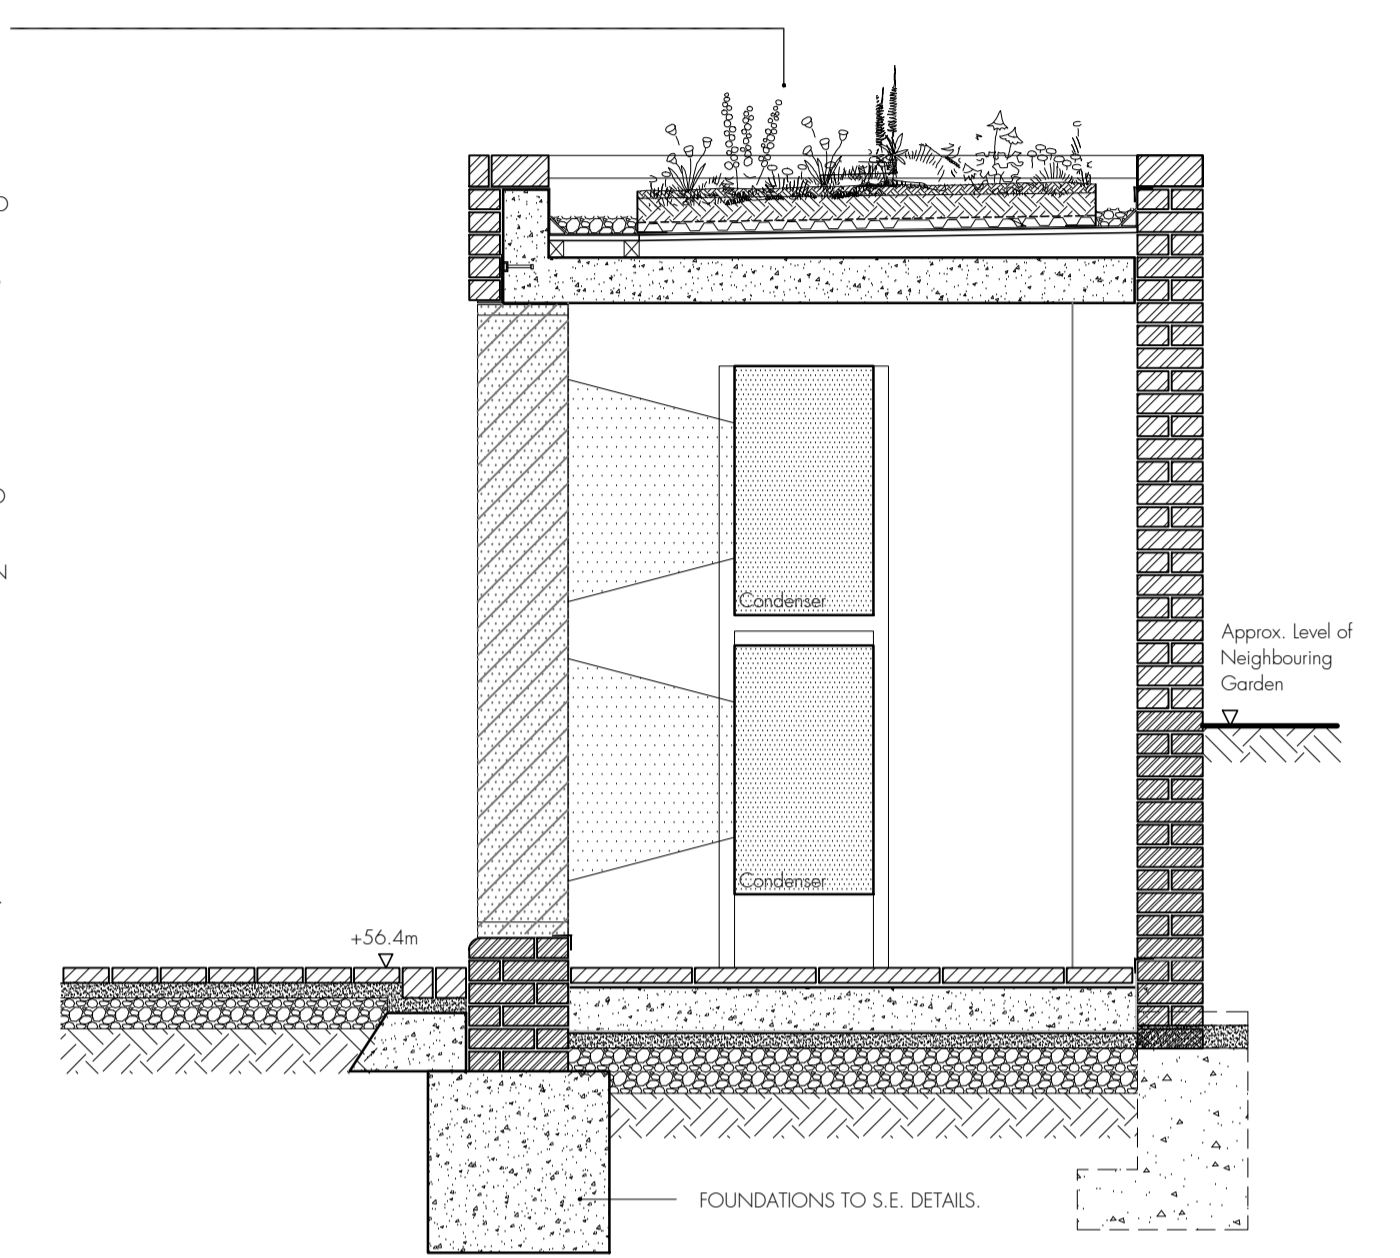 Condenser
Approx. Level of
Neighbouring
Garden
Condenser
+56.4m
FOUNDATIONS TO S.E. DETAILS.